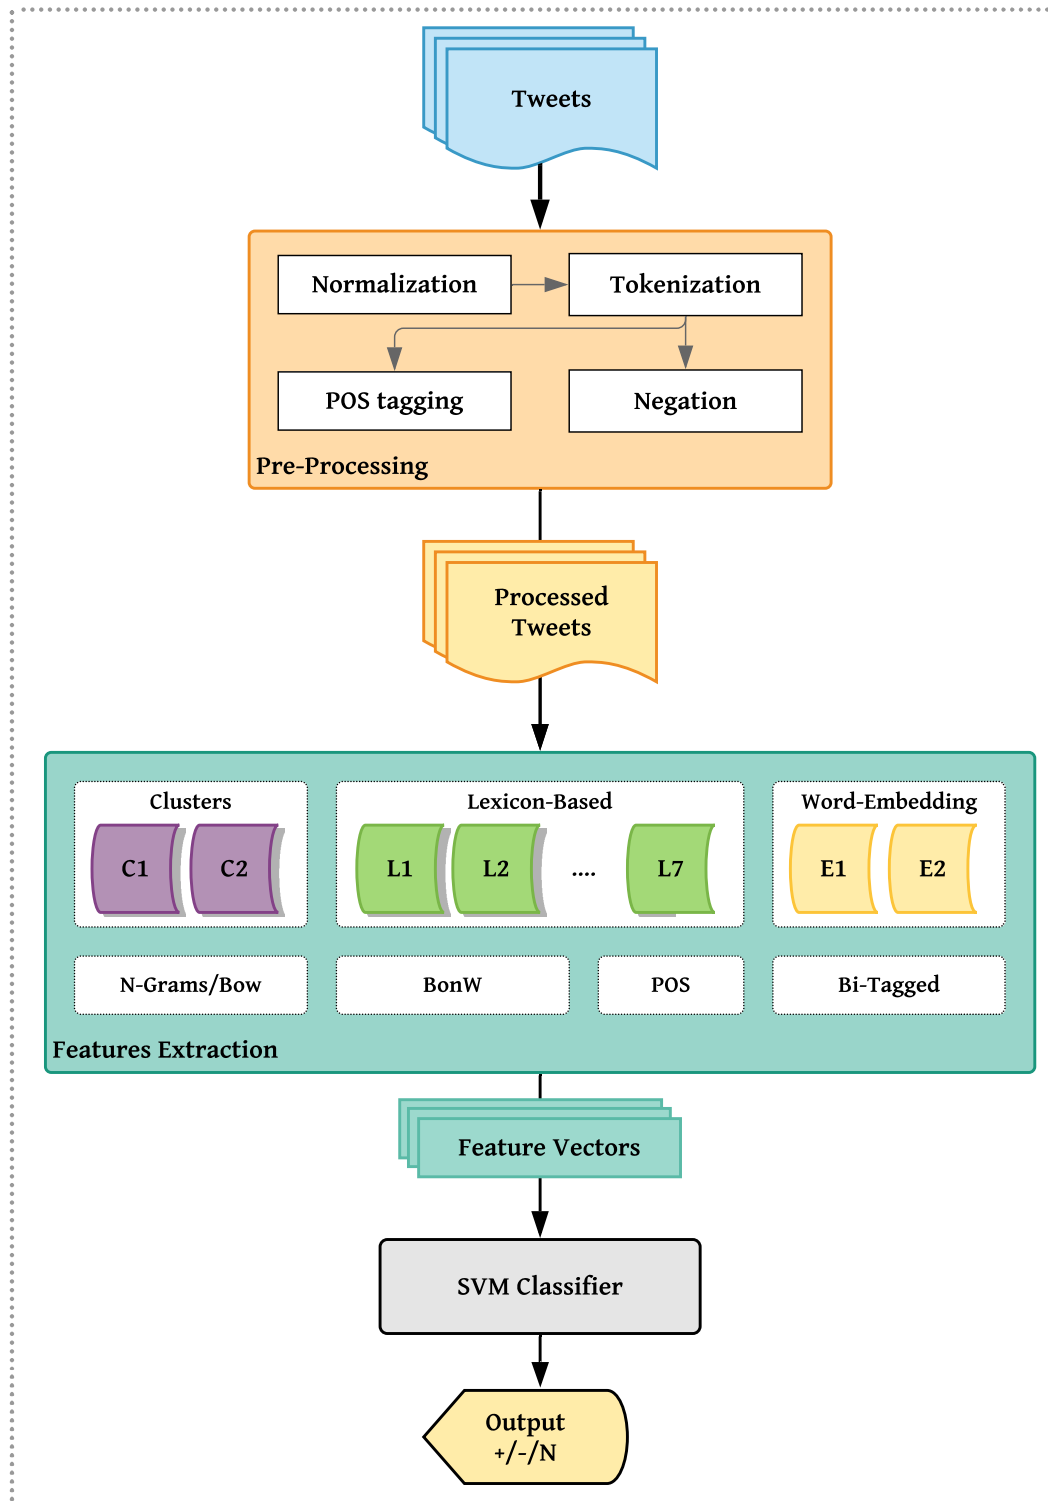 Tweets
Normalization
Tokenization
POS tagging
Negation
Pre-Processing
Processed
Tweets
Clusters
Lexicon-Based
Word-Embedding
C1
C2
L1
L2
....
L7
E1
E2
N-Grams/Bow
BonW
POS
Bi-Tagged
Features Extraction
Feature Vectors
SVM Classifier
Output
+/-/N